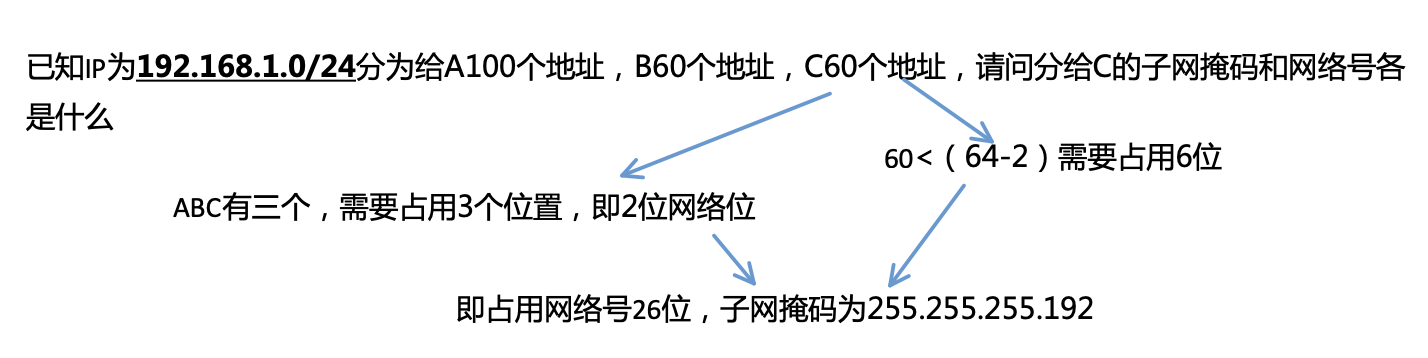 已知IP为192.168.1.0/24分为给A100个地址，B60个地址，C60个地址，请问分给C的子网掩码和网络号各
是什么
60<（64-2）需要占用6位
ABC有三个，需要占用3个位置，即2位网络位
即占用网络号26位，子网掩码为255.255.255.192